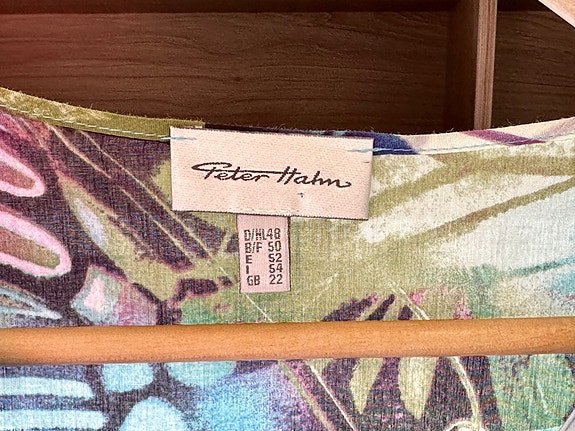 Peter Hahn
D/NL48
B/F 50
E 52
I 54
GB 22